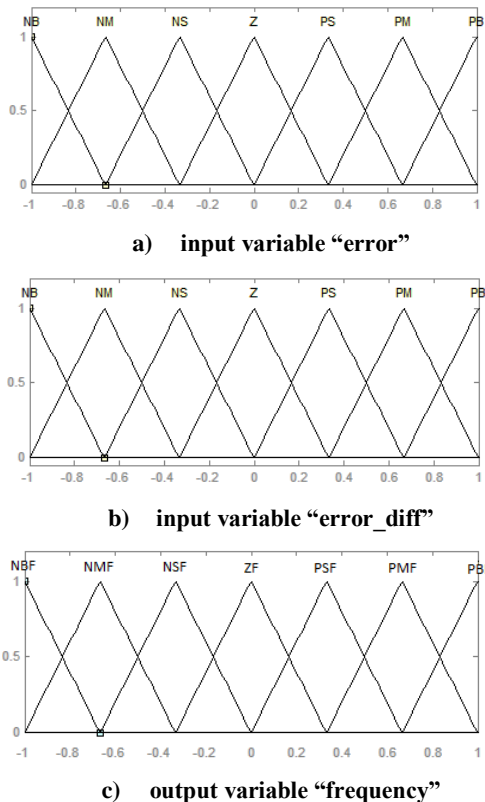 NB NM NS Z PS PM PB
1
0.5
0
-1 -0.8 -0.6 -0.4 -0.2 0 0.2 0.4 0.6 0.8 1
a) input variable “error”
NB NM NS Z PS PM PB
1
0.5
0
-1 -0.8 -0.6 -0.4 -0.2 0 0.2 0.4 0.6 0.8 1
b) input variable “error_diff”
NBF NMF NSF ZF PSF PMF PB
1
0.5
0
-1 -0.8 -0.6 -0.4 -0.2 0 0.2 0.4 0.6 0.8 1
c) output variable “frequency”